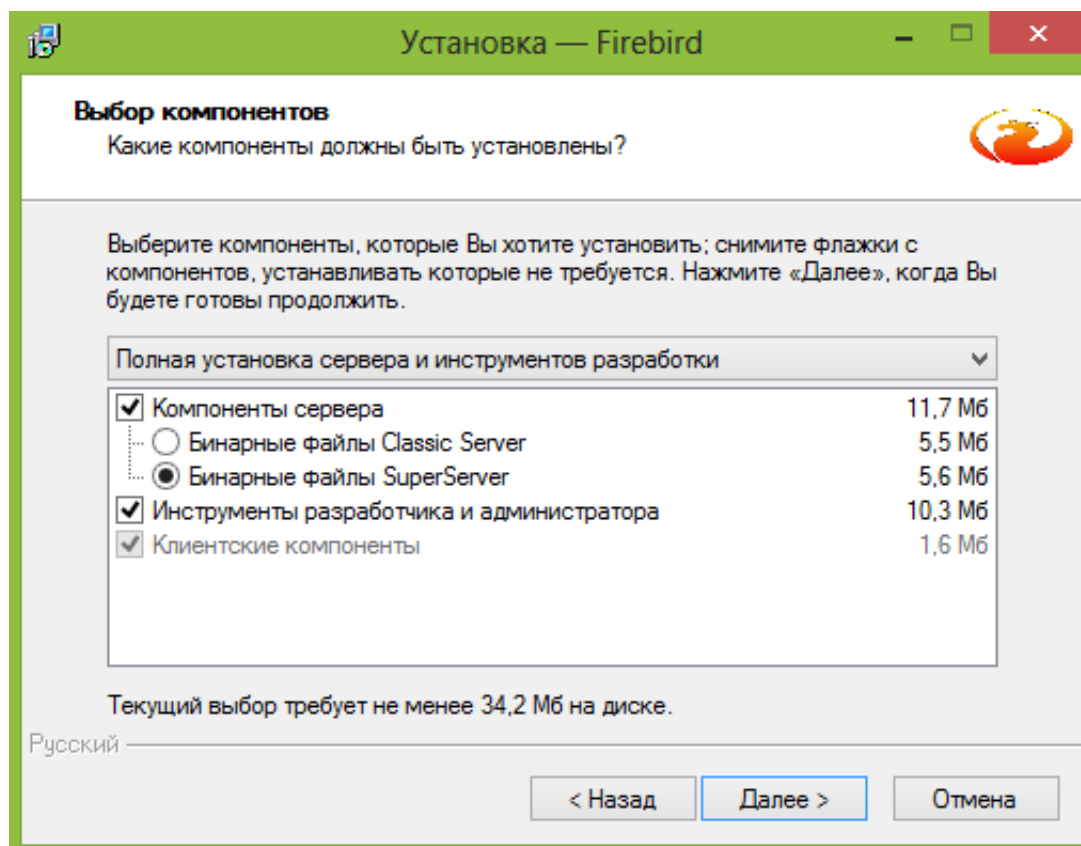 Установка — Firebird
Выбор компонентов
Какие компоненты должны быть установлены?
Выберите компоненты, которые Вы хотите установить; снимите флажки с
компонентов, устанавливать которые не требуется. Нажмите «Далее», когда Вы
будете готовы продолжить.
Полная установка сервера и инструментов разработки
Компоненты сервера 11,7 Мб
Бинарные файлы Classic Server 5,5 Мб
Бинарные файлы SuperServer 5,6 Мб
Инструменты разработчика и администратора 10,3 Мб
Клиентские компоненты 1,6 Мб
Текущий выбор требует не менее 34,2 Мб на диске.
Русский
< Назад Далее > Отмена